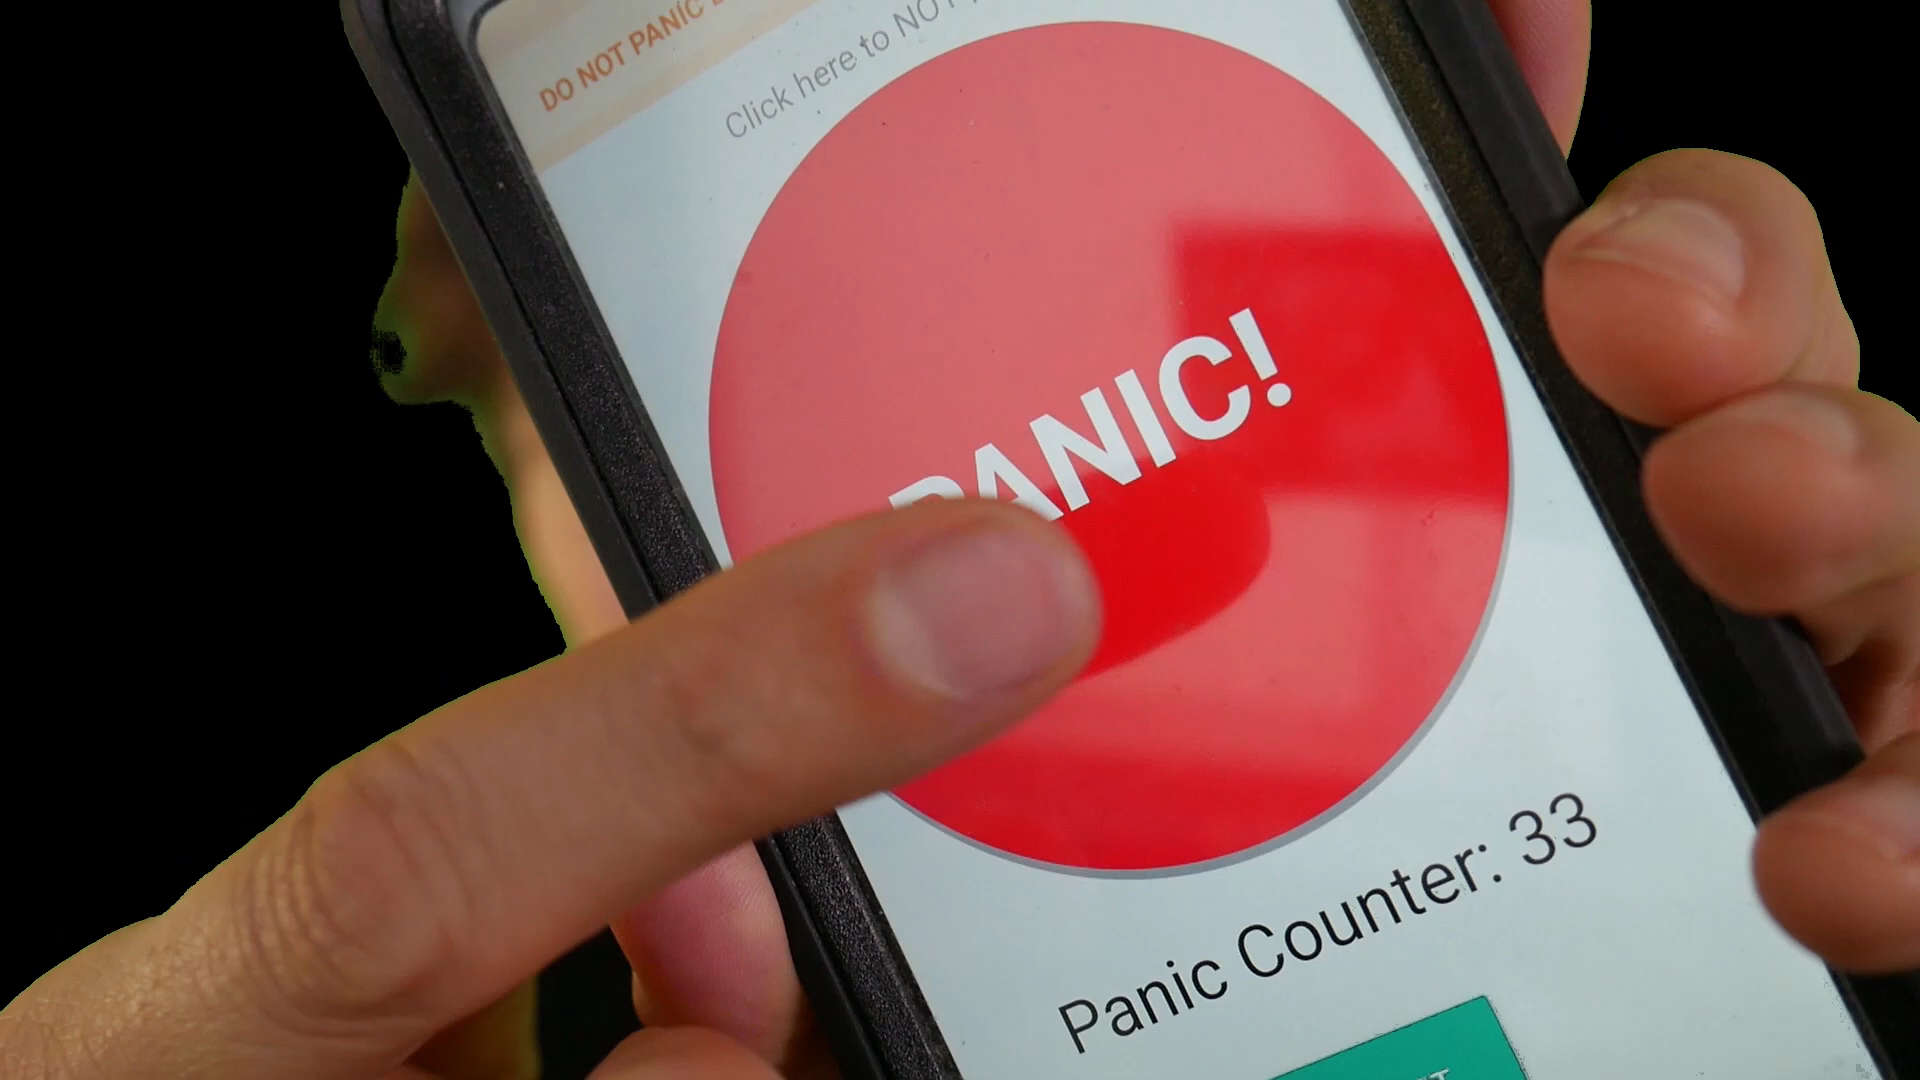 DO NOT PANIC
Click here to NOT
PANIC!
Panic Counter: 33